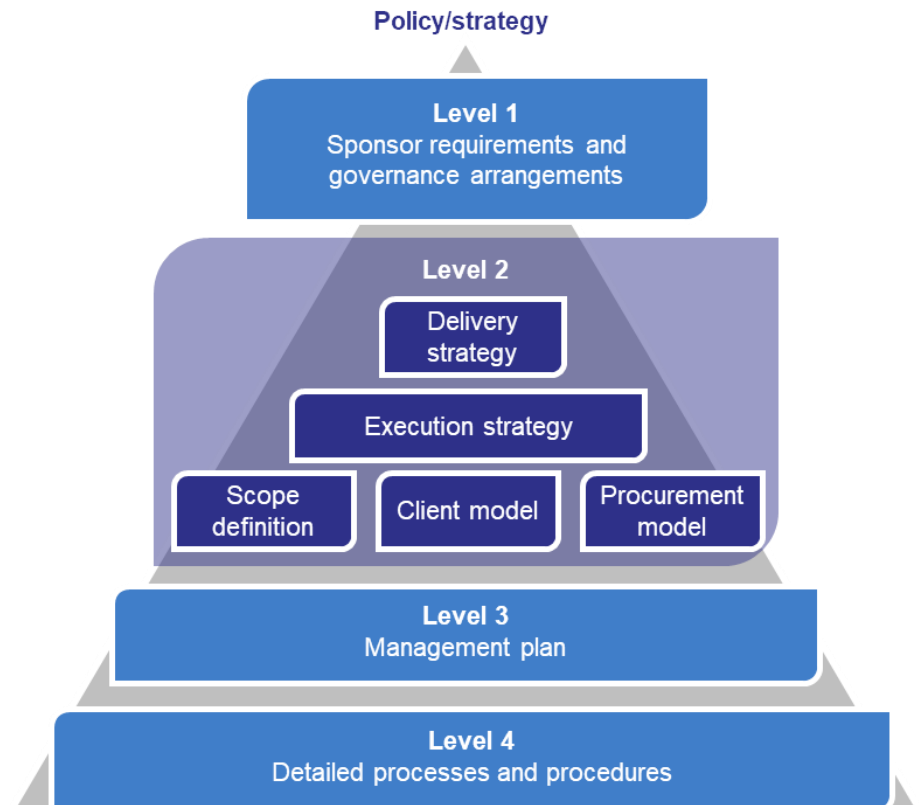 Policy/strategy
Level 1
Sponsor requirements and
governance arrangements
Level 2
Delivery
strategy
Execution strategy
Scope
definition
Client model
Procurement
model
Level 3
Management plan
Level 4
Detailed processes and procedures